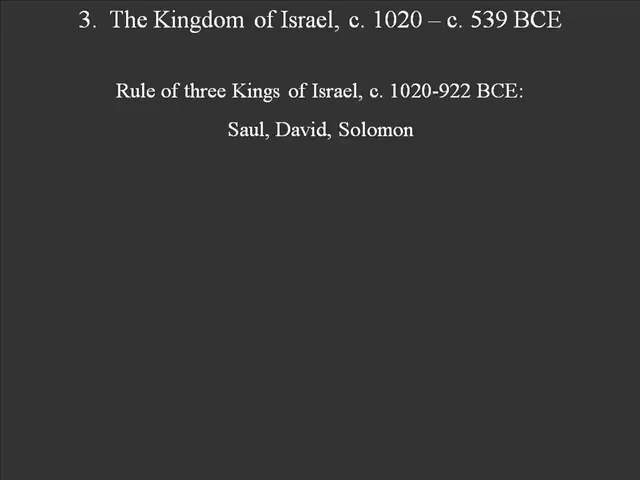 3. The Kingdom of Israel, c. 1020 – c. 539 BCE
Rule of three Kings of Israel, c. 1020-922 BCE:
Saul, David, Solomon